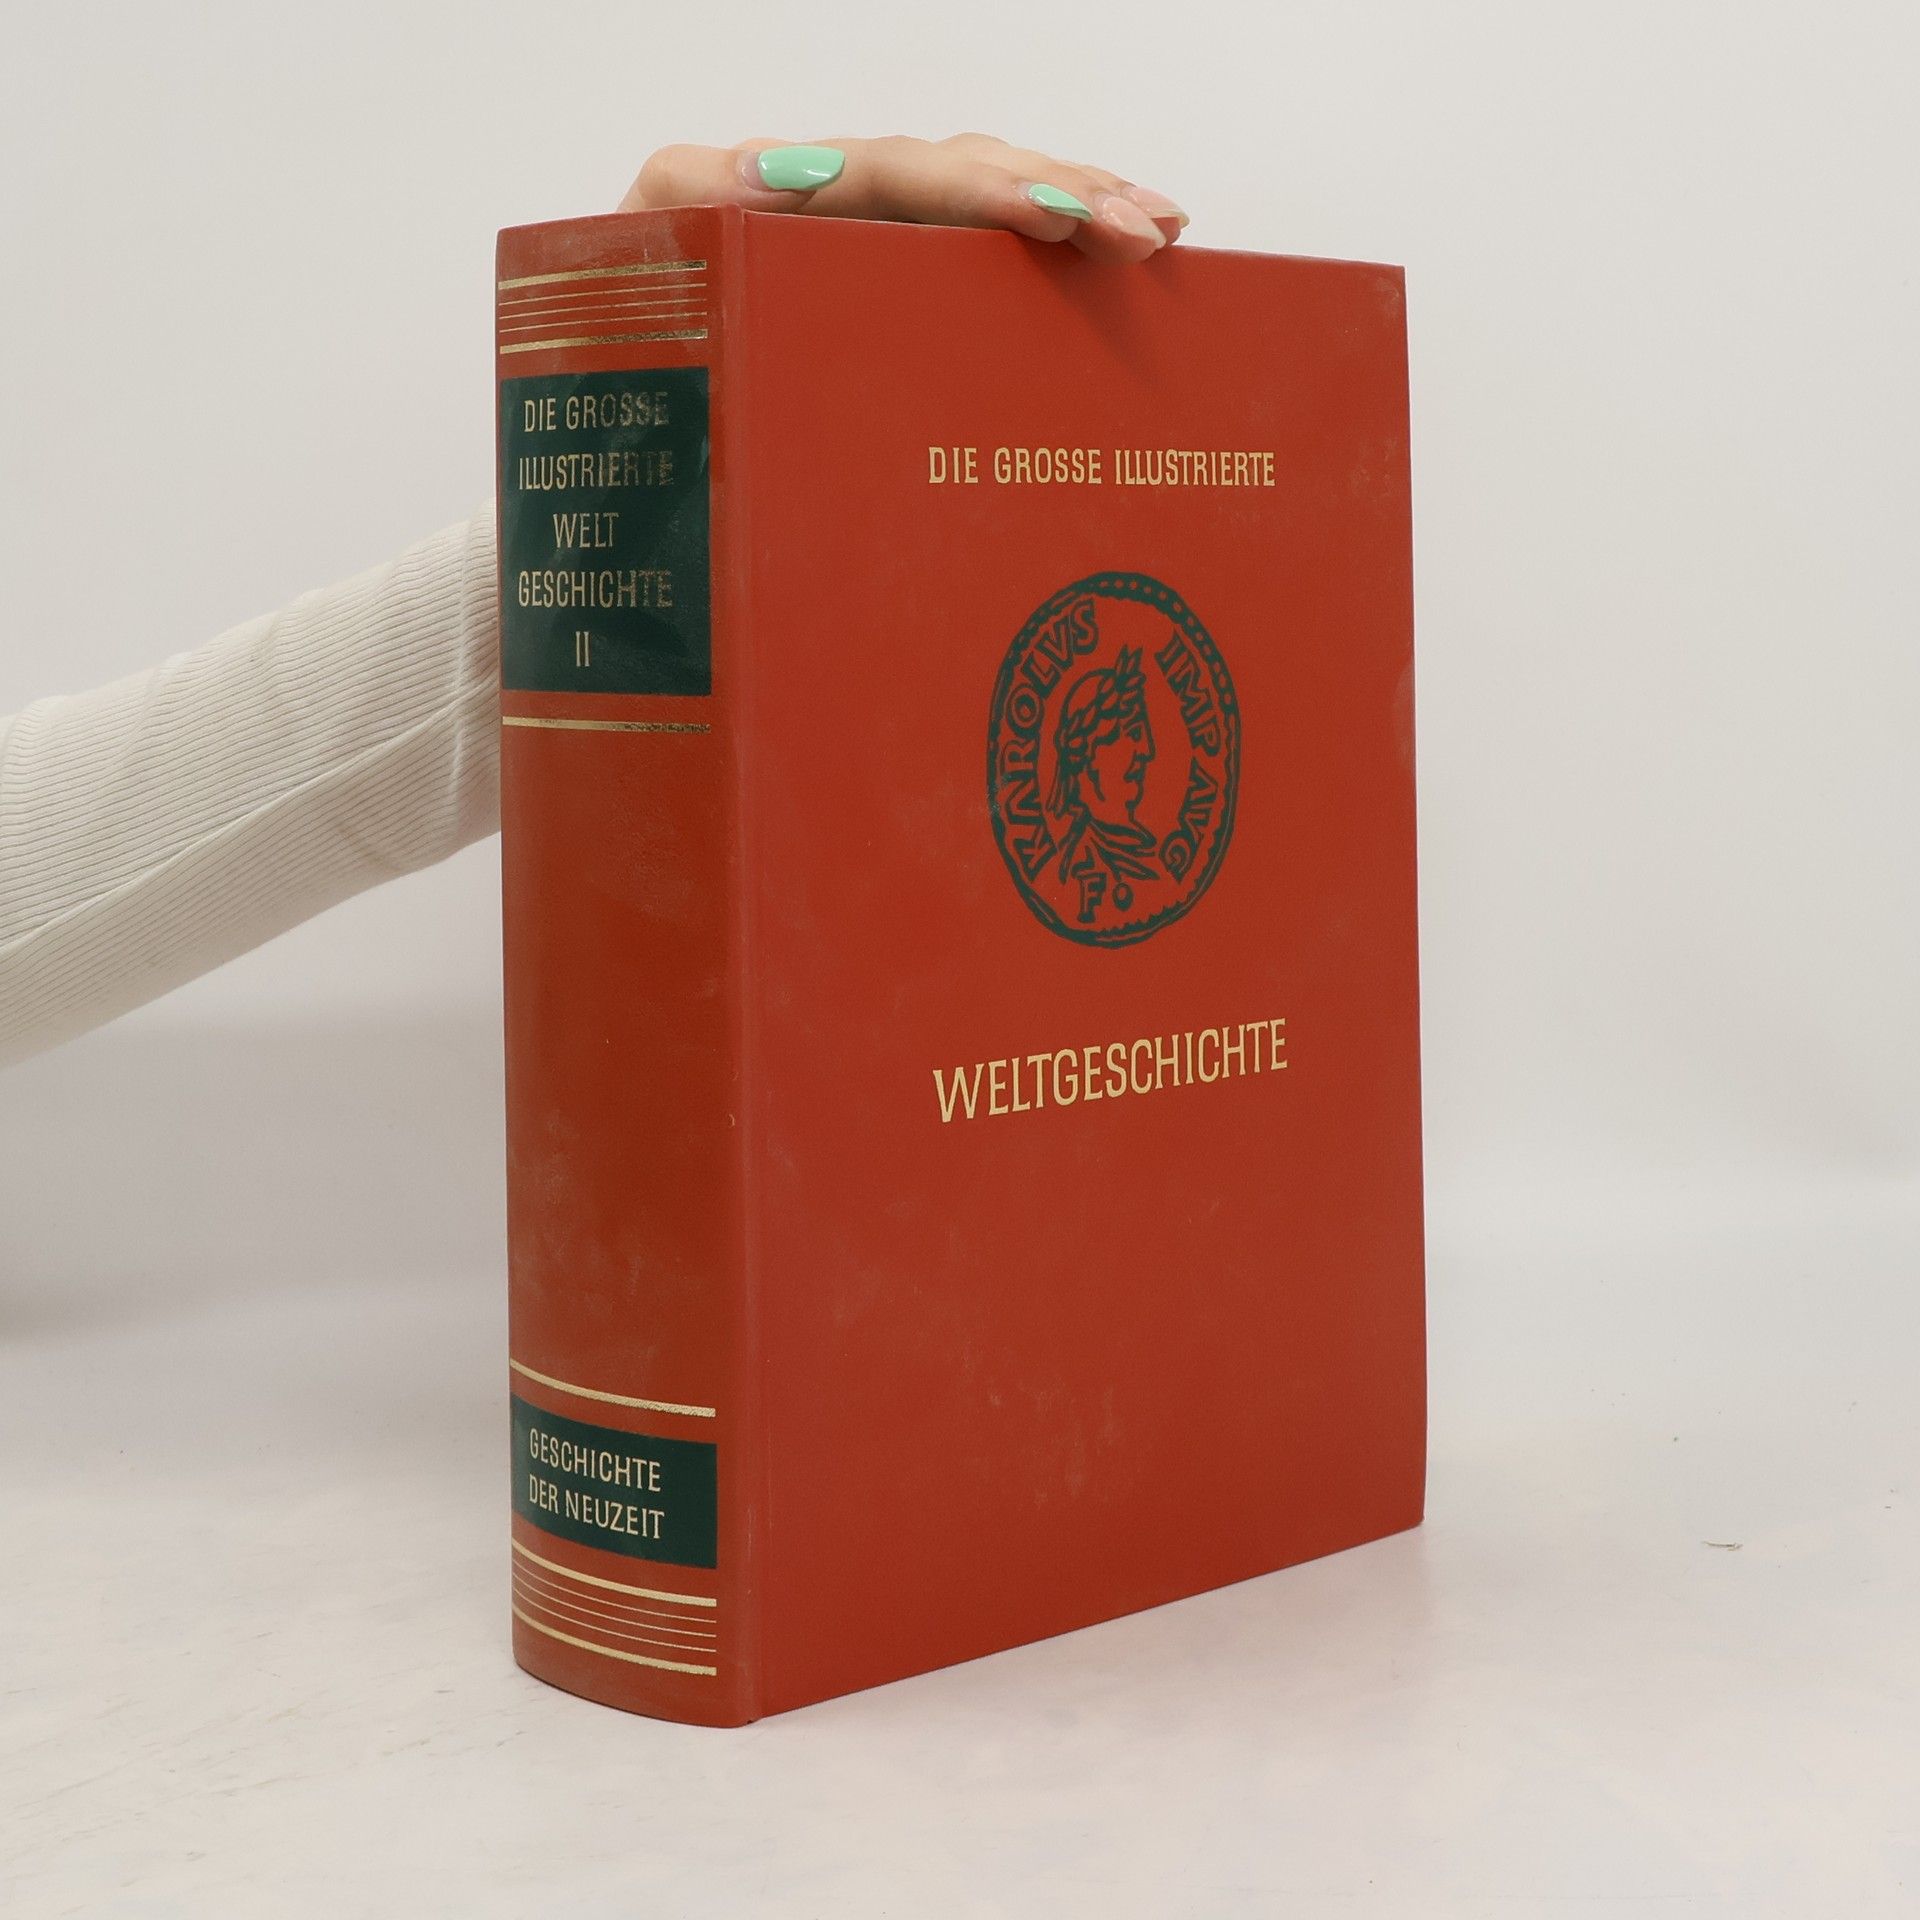 DIE GROSSE
ILLUSTRIERTE
WELT
GESCHICHTE
II
GESCHICHTE
DER NEUZEIT
DIE GROSSE ILLUSTRIERTE
KAROLVS IMP AVG
F.
WELTGESCHICHTE